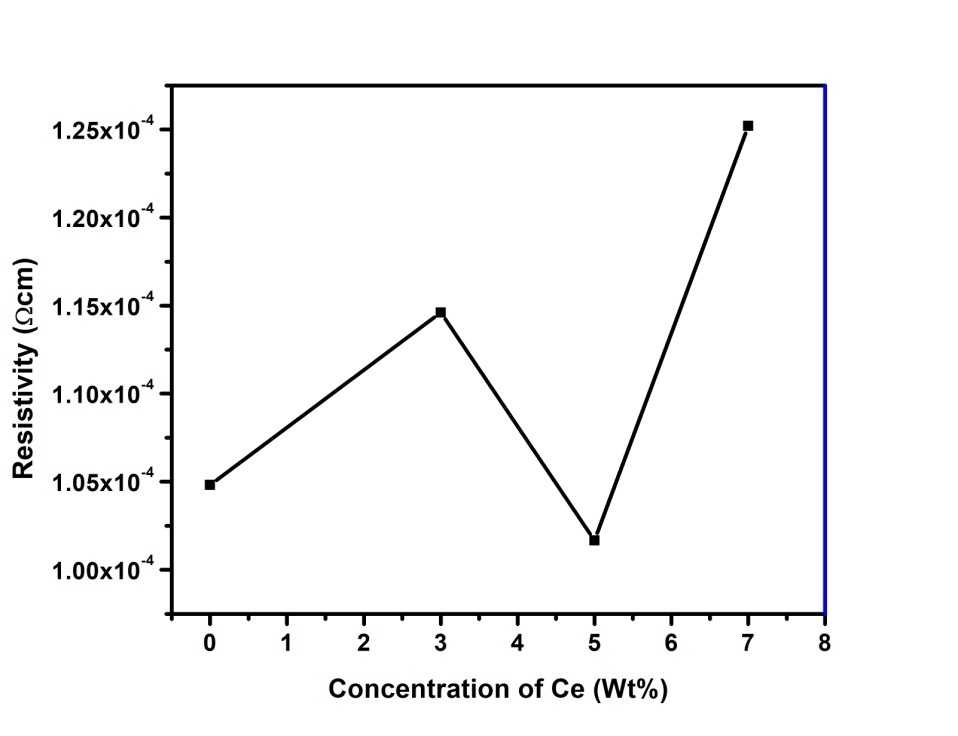 1.25x10⁻⁴
1.20x10⁻⁴
1.15x10⁻⁴
1.10x10⁻⁴
1.05x10⁻⁴
1.00x10⁻⁴
Resistivity (Ωcm)
0 1 2 3 4 5 6 7 8
Concentration of Ce (Wt%)